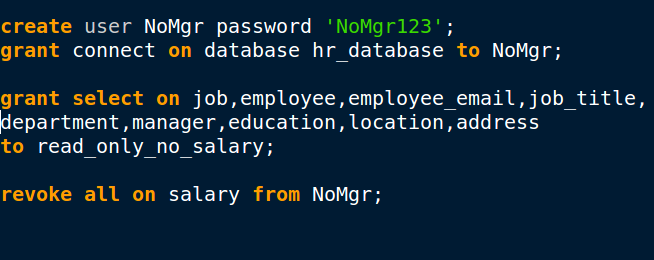 create user NoMgr password 'NoMgr123';
grant connect on database hr_database to NoMgr;
grant select on job,employee,employee_email,job_title,
department,manager,education,location,address
to read_only_no_salary;
revoke all on salary from NoMgr;